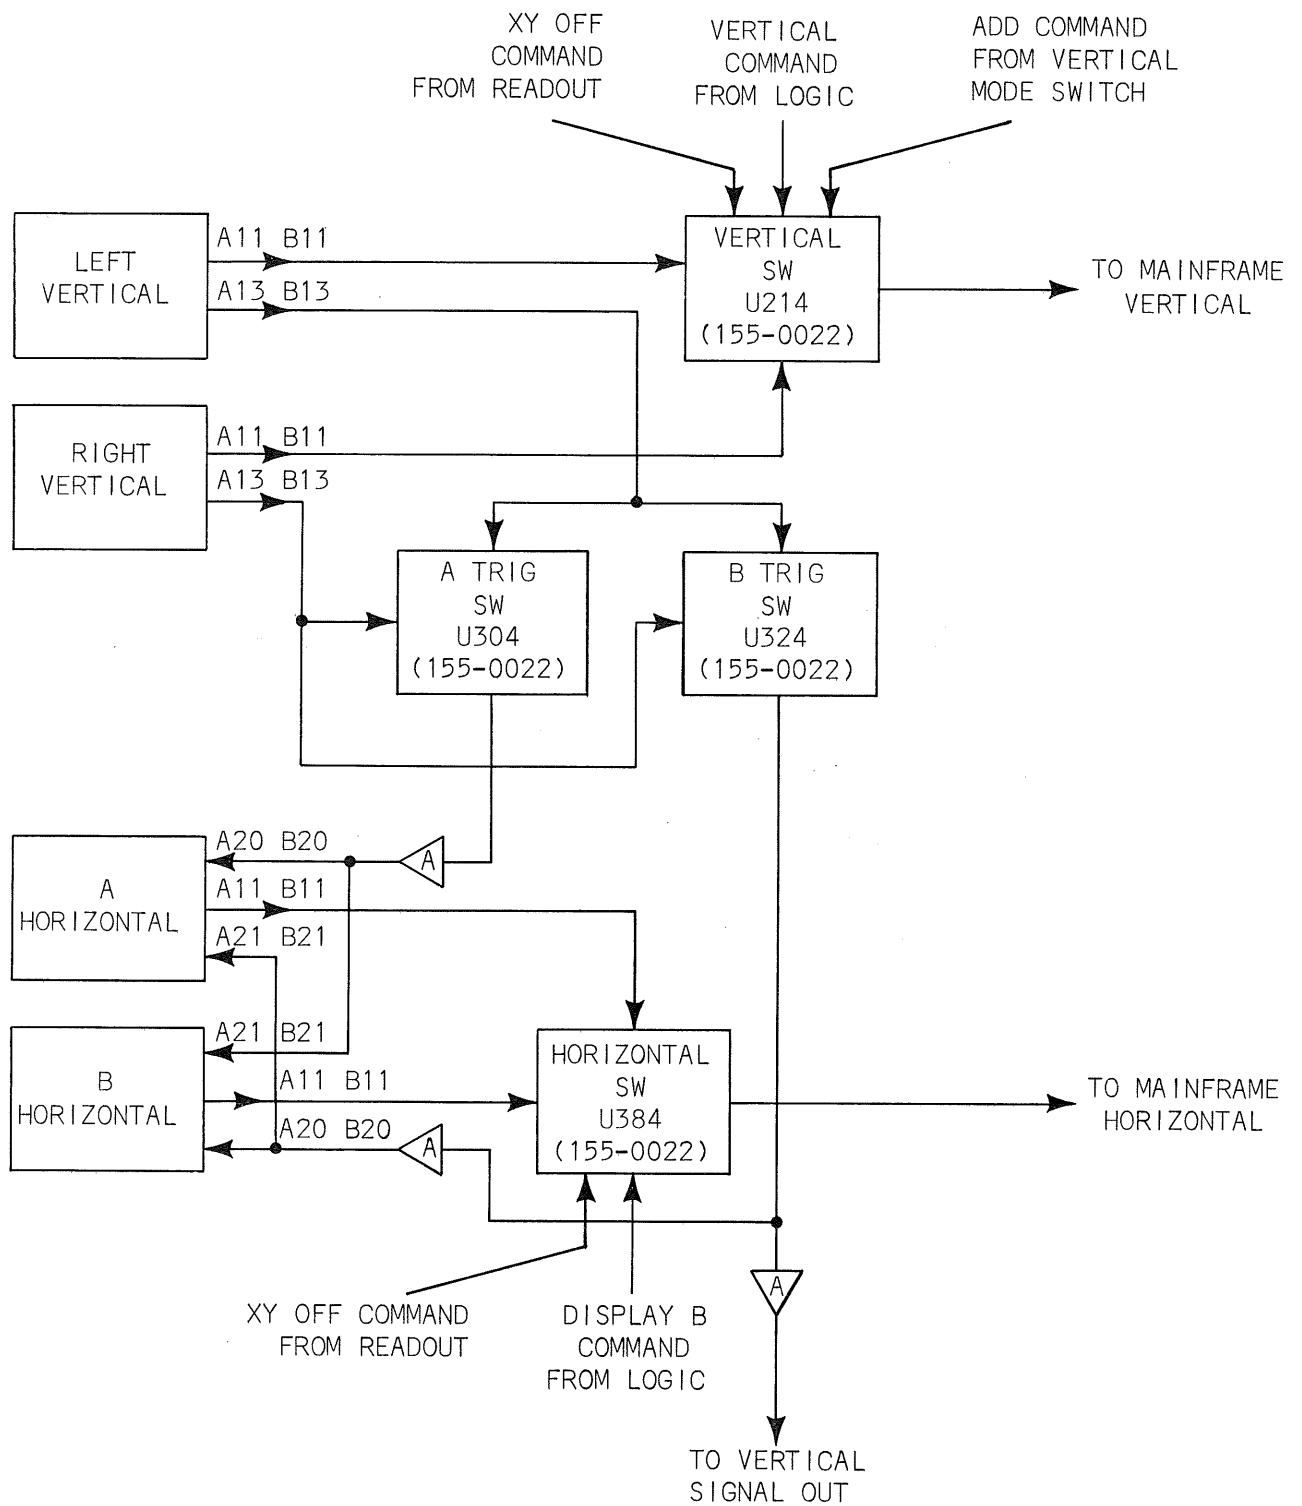 XY OFF
COMMAND
FROM READOUT
VERTICAL
COMMAND
FROM LOGIC
ADD COMMAND
FROM VERTICAL
MODE SWITCH
LEFT
VERTICAL
A11 B11
A13 B13
VERTICAL
SW
U214
(155-0022)
TO MAINFRAME
VERTICAL
RIGHT
VERTICAL
A11 B11
A13 B13
A TRIG
SW
U304
(155-0022)
B TRIG
SW
U324
(155-0022)
A
HORIZONTAL
A20 B20
A
A11 B11
A21 B21
B
HORIZONTAL
A21 B21
A11 B11
A20 B20
A
HORIZONTAL
SW
U384
(155-0022)
TO MAINFRAME
HORIZONTAL
XY OFF COMMAND
FROM READOUT
DISPLAY B
COMMAND
FROM LOGIC
A
TO VERTICAL
SIGNAL OUT